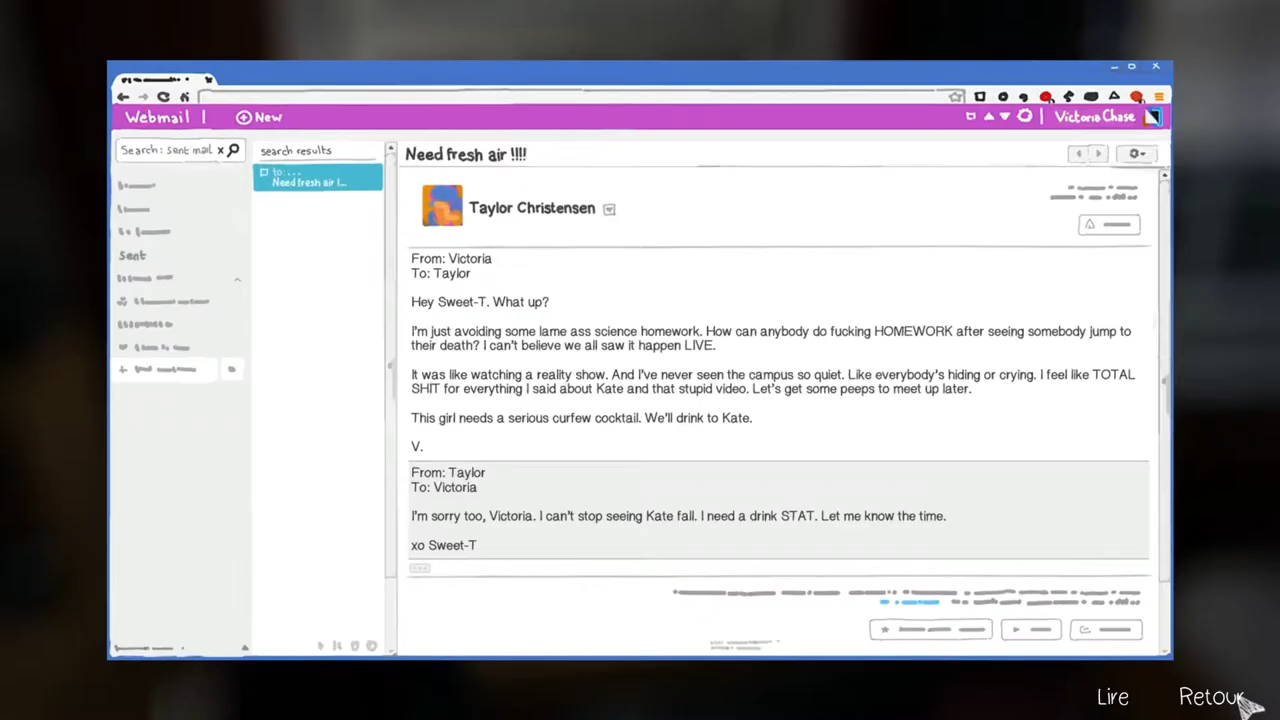 Webmail | New Victoria Chase
Search: sent mail x
search results
Need fresh air !!!!
to: ...
Need fresh air !...
Taylor Christensen
Sent
From: Victoria
To: Taylor
Hey Sweet-T. What up?
I'm just avoiding some lame ass science homework. How can anybody do fucking HOMEWORK after seeing somebody jump to
their death? I can't believe we all saw it happen LIVE.
It was like watching a reality show. And I've never seen the campus so quiet. Like everybody's hiding or crying. I feel like TOTAL
SHIT for everything I said about Kate and that stupid video. Let's get some peeps to meet up later.
This girl needs a serious curfew cocktail. We'll drink to Kate.
V.
From: Taylor
To: Victoria
I'm sorry too, Victoria. I can't stop seeing Kate fall. I need a drink STAT. Let me know the time.
xo Sweet-T
Lire Retour